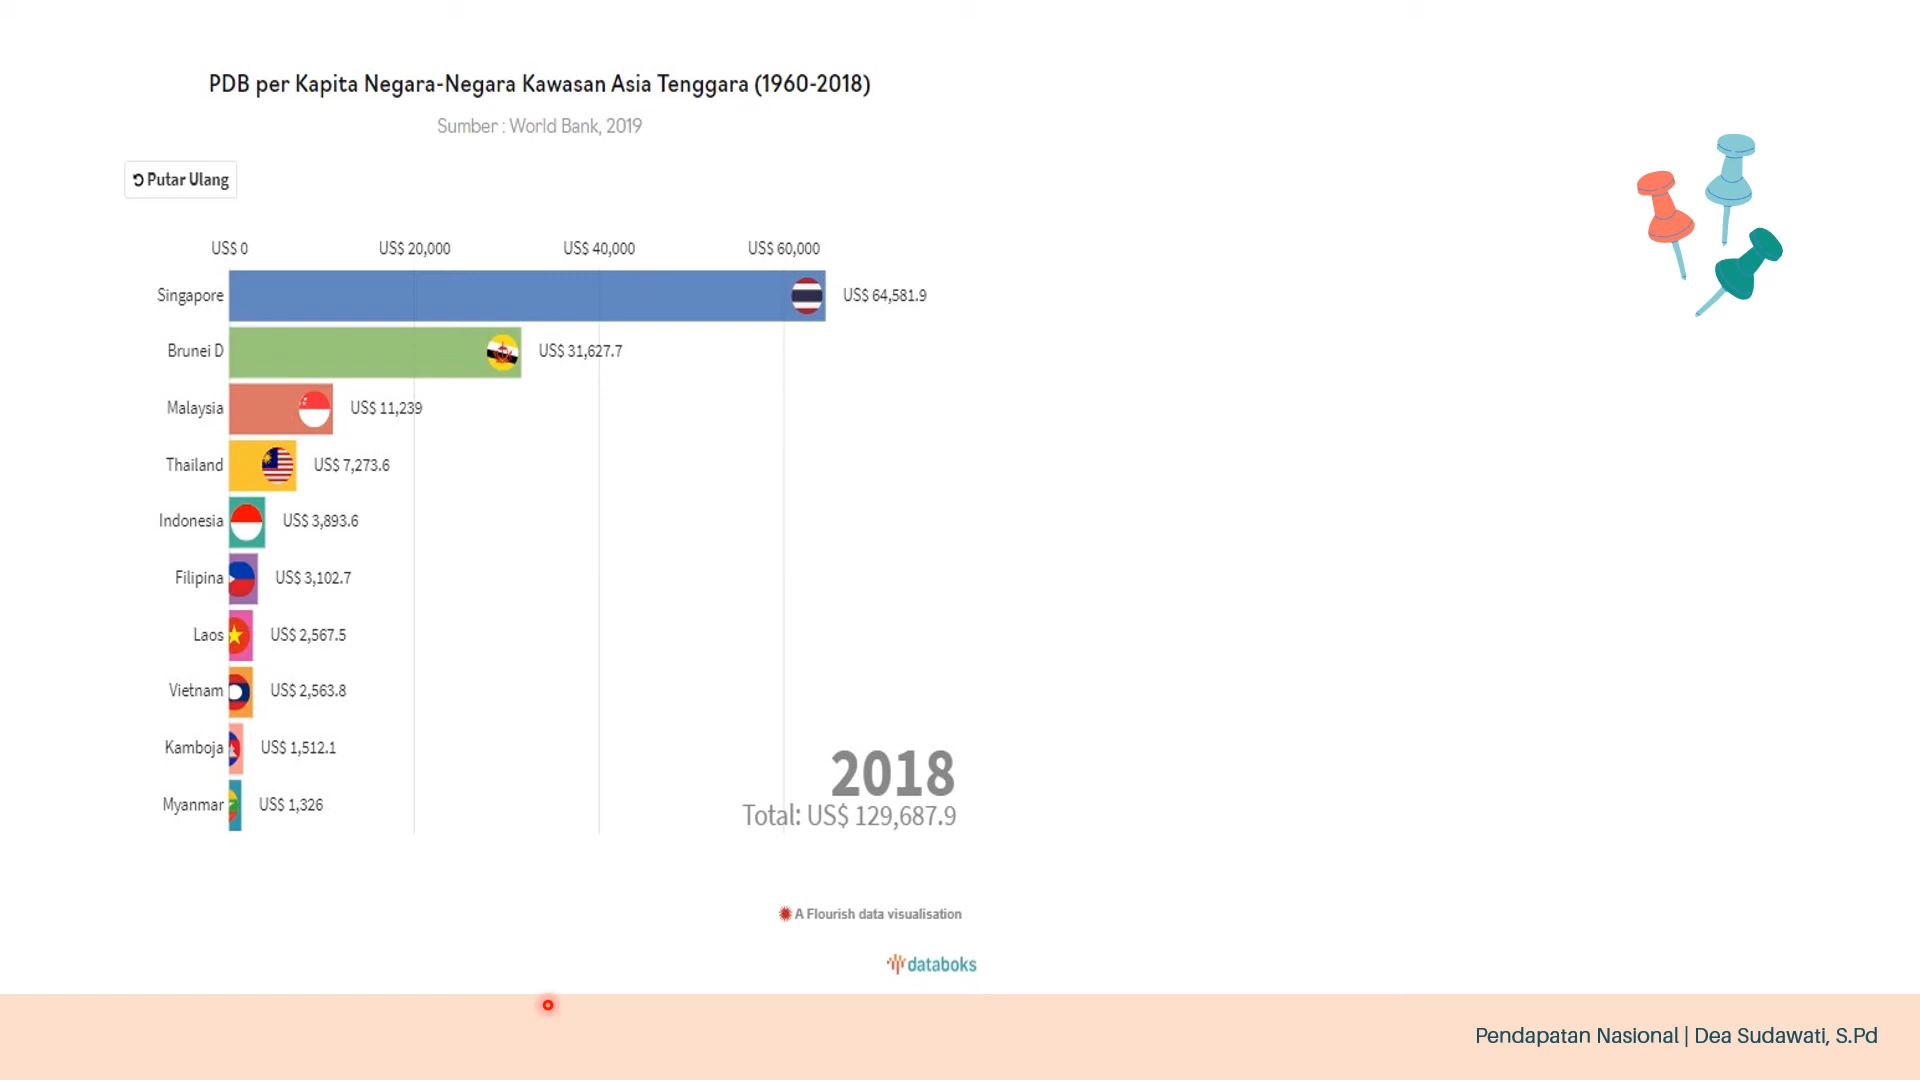 PDB per Kapita Negara-Negara Kawasan Asia Tenggara (1960-2018)
Sumber : World Bank, 2019
Putar Ulang
US$ 0 US$ 20,000 US$ 40,000 US$ 60,000
Singapore US$ 64,581.9
Brunei D US$ 31,627.7
Malaysia US$ 11,239
Thailand US$ 7,273.6
Indonesia US$ 3,893.6
Filipina US$ 3,102.7
Laos US$ 2,567.5
Vietnam US$ 2,563.8
Kamboja US$ 1,512.1
Myanmar US$ 1,326
2018
Total: US$ 129,687.9
A Flourish data visualisation
databoks
Pendapatan Nasional | Dea Sudawati, S.Pd